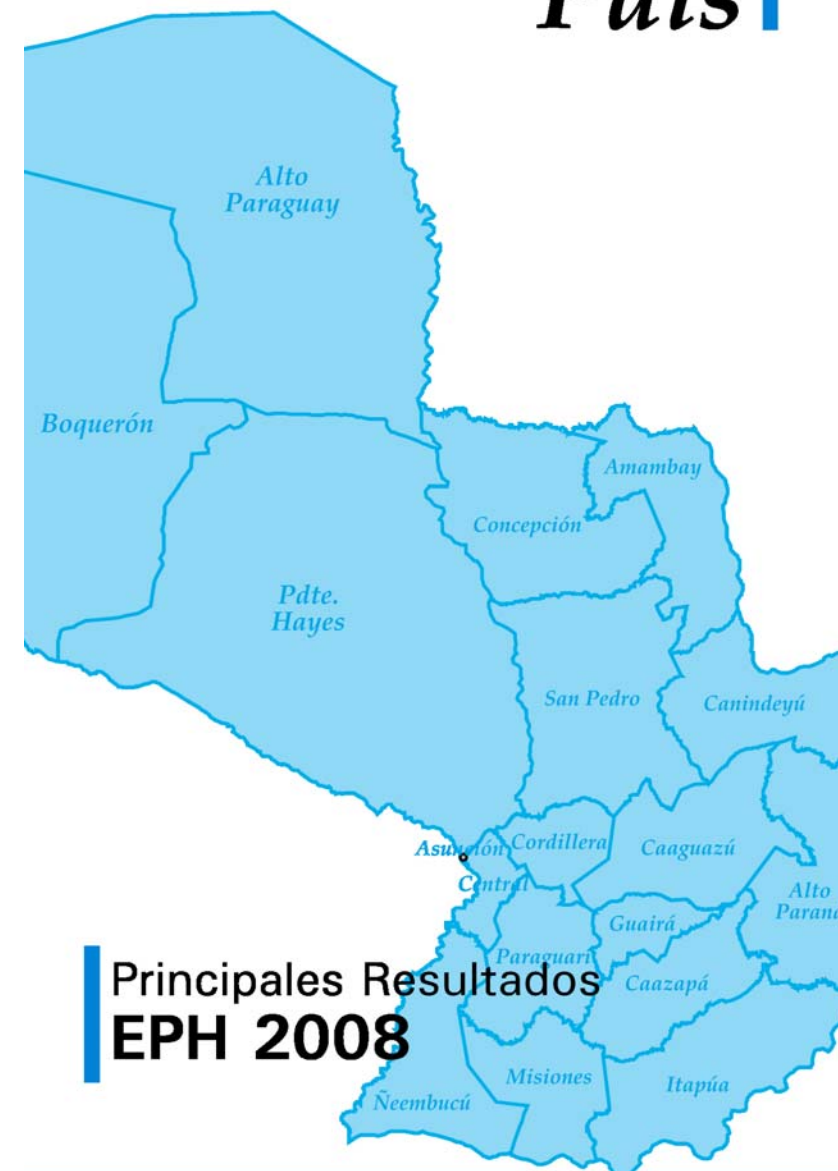 País
Alto
Paraguay
Boquerón
Amambay
Concepción
Pdte.
Hayes
San Pedro
Canindeyú
Asunción
Cordillera
Caaguazú
Central
Alto
Paraná
Guairá
Paraguarí
Caazapá
Principales Resultados
EPH 2008
Misiones
Itapúa
Ñeembucú